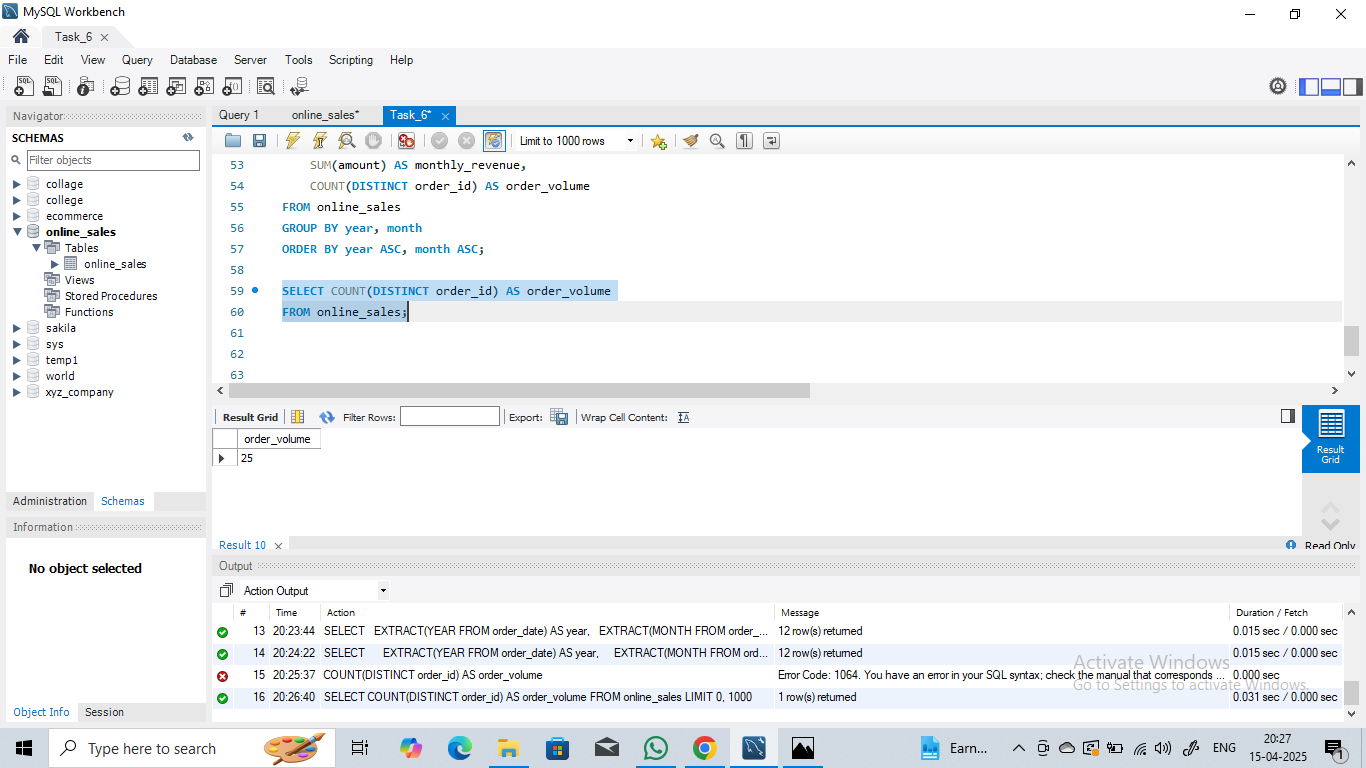 MySQL Workbench
Task_6
File Edit View Query Database Server Tools Scripting Help
Navigator
SCHEMAS
Filter objects
collage
college
ecommerce
online_sales
Tables
online_sales
Views
Stored Procedures
Functions
sakila
sys
temp1
world
xyz_company
Administration Schemas
Information
No object selected
Object Info Session
Query 1 online_sales* Task_6*
Limit to 1000 rows
53 SUM(amount) AS monthly_revenue,
54 COUNT(DISTINCT order_id) AS order_volume
55 FROM online_sales
56 GROUP BY year, month
57 ORDER BY year ASC, month ASC;
58
59 SELECT COUNT(DISTINCT order_id) AS order_volume
60 FROM online_sales;
61
62
63
Result Grid Filter Rows: Export: Wrap Cell Content: IA
order_volume
25
Result Grid
Result 10 Read Only
Output
Action Output
# Time Action Message Duration / Fetch
13 20:23:44 SELECT EXTRACT(YEAR FROM order_date) AS year, EXTRACT(MONTH FROM order_... 12 row(s) returned 0.015 sec / 0.000 sec
14 20:24:22 SELECT EXTRACT(YEAR FROM order_date) AS year, EXTRACT(MONTH FROM ord... 12 row(s) returned 0.015 sec / 0.000 sec
15 20:25:37 COUNT(DISTINCT order_id) AS order_volume Error Code: 1064. You have an error in your SQL syntax; check the manual that corresponds ... 0.000 sec
16 20:26:40 SELECT COUNT(DISTINCT order_id) AS order_volume FROM online_sales LIMIT 0, 1000 1 row(s) returned 0.031 sec / 0.000 sec
Activate Windows
Go to Settings to activate Windows.
Type here to search
Earn...
ENG
20:27
15-04-2025
1